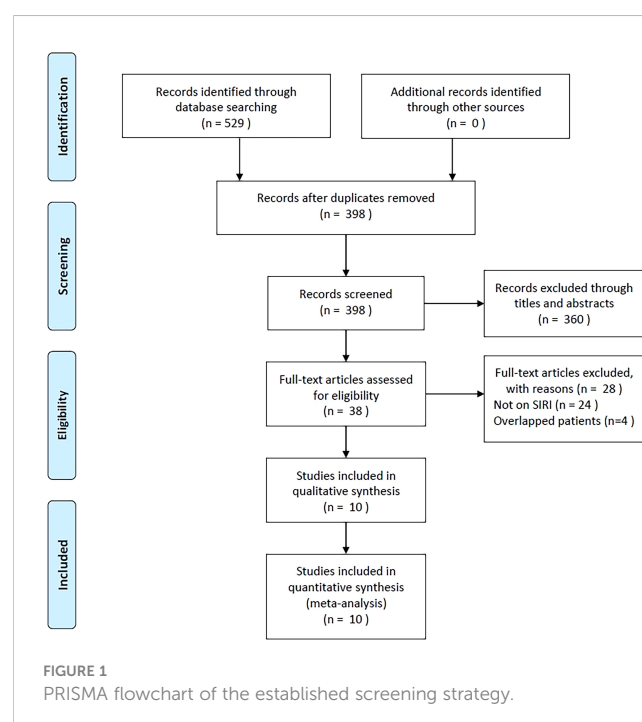 Identification
Records identified through
database searching
(n = 529 )
Additional records identified
through other sources
(n = 0 )
Records after duplicates removed
(n = 398 )
Screening
Records screened
(n = 398 )
Records excluded through
titles and abstracts
(n = 360 )
Eligibility
Full-text articles assessed
for eligibility
(n = 38 )
Full-text articles excluded,
with reasons (n = 28 )
Not on SIRI (n = 24 )
Overlapped patients (n=4 )
Studies included in
qualitative synthesis
(n = 10 )
Included
Studies included in
quantitative synthesis
(meta-analysis)
(n = 10 )
FIGURE 1
PRISMA flowchart of the established screening strategy.